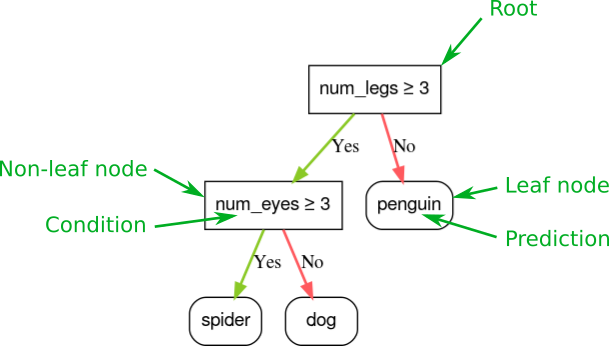 Root
num_legs ≥ 3
Yes
No
Non-leaf node
num_eyes ≥ 3
penguin
Leaf node
Condition
Prediction
Yes
No
spider
dog